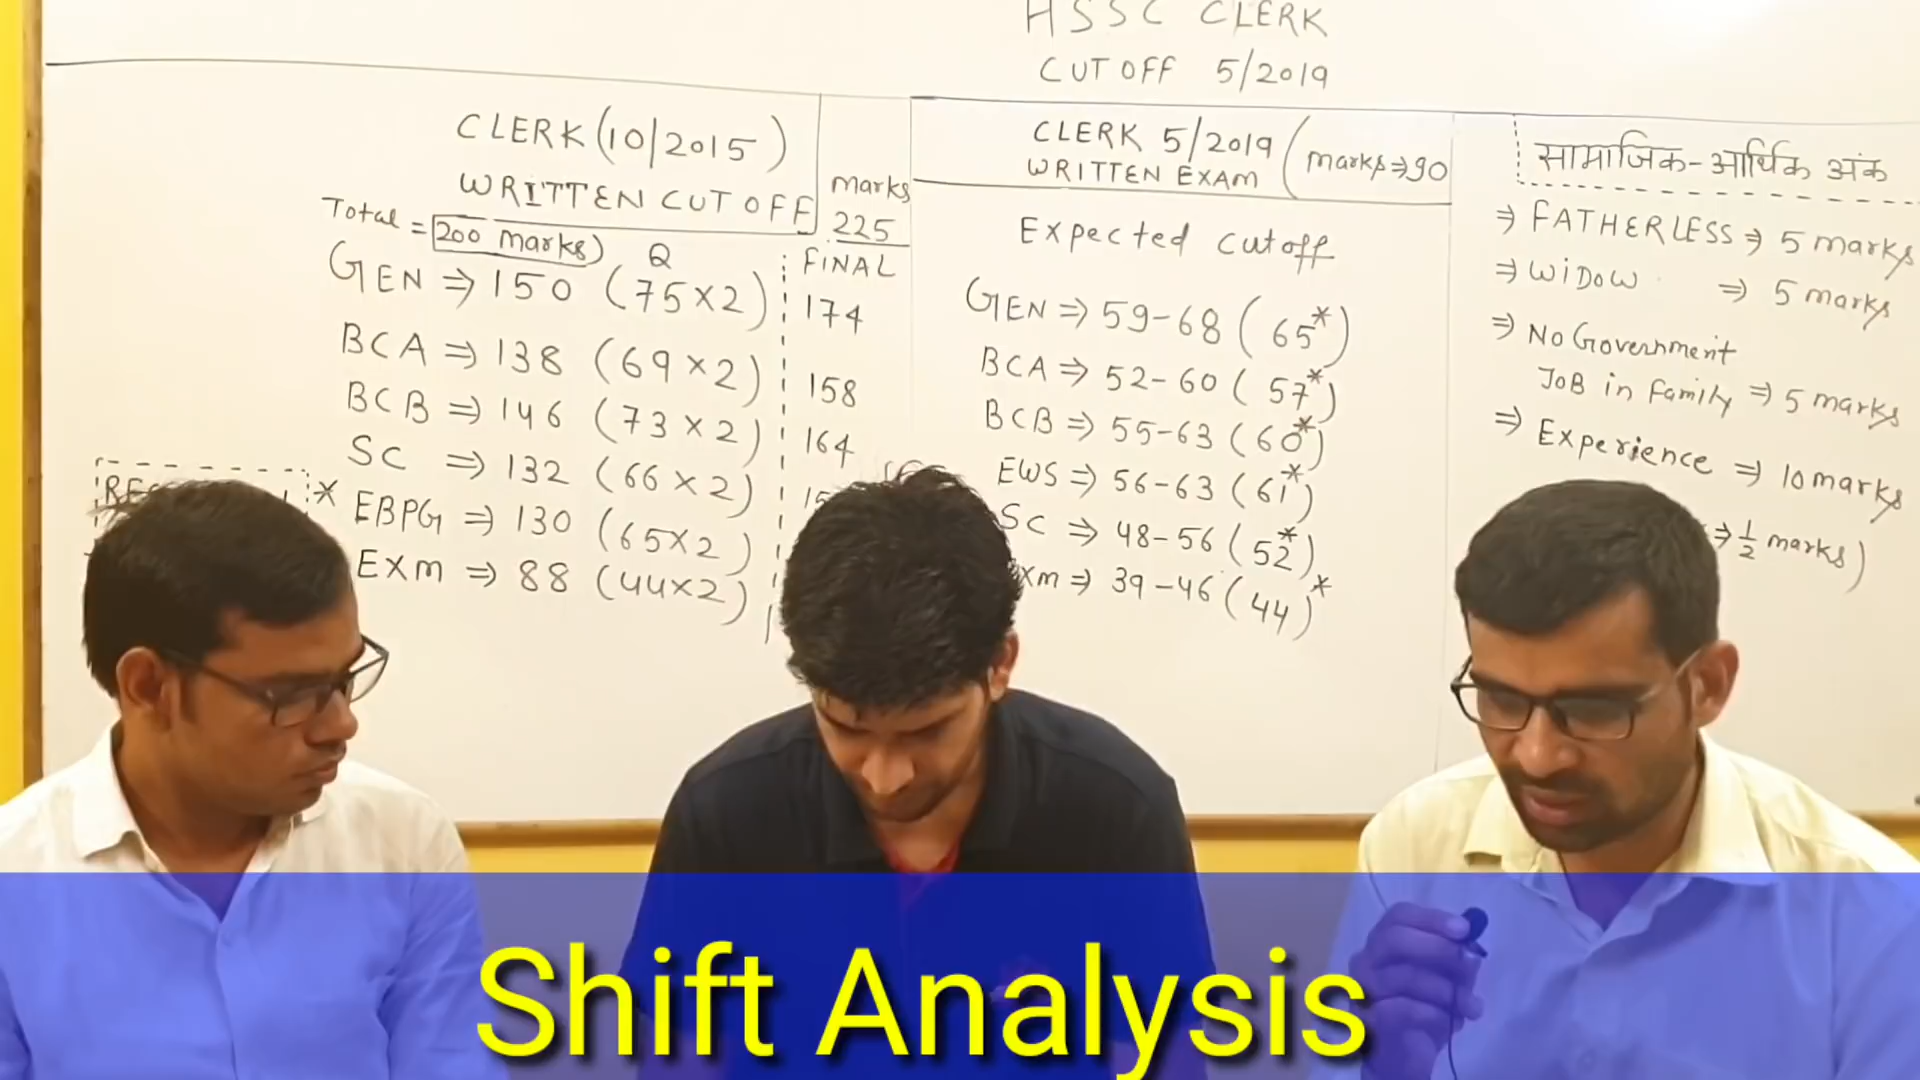 HSSC CLERK
CUT OFF 5/2019
CLERK (10/2015)
WRITTEN CUT OFF
Total = 200 marks)
Q
marks
225
FINAL
GEN ⇒ 150 (75×2) 174
BCA ⇒ 138 (69×2) 158
BCB ⇒ 146 (73×2) 164
SC ⇒ 132 (66×2)
* EBPG ⇒ 130 (65×2)
EXM ⇒ 88 (44×2)
CLERK 5/2019
WRITTEN EXAM
(marks⇒90
Expected cutoff
GEN ⇒ 59-68 (65*)
BCA ⇒ 52-60 (57*)
BCB ⇒ 55-63 (60*)
EWS ⇒ 56-63 (61*)
SC ⇒ 48-56 (52*)
xm ⇒ 39-46 (44)*
सामाजिक-आर्थिक अंक
⇒ FATHERLESS ⇒ 5 marks
⇒ WiDOW ⇒ 5 marks
⇒ No Government
JoB in family ⇒ 5 marks
⇒ Experience ⇒ 10 marks
⇒ 1/2 marks)
Shift Analysis